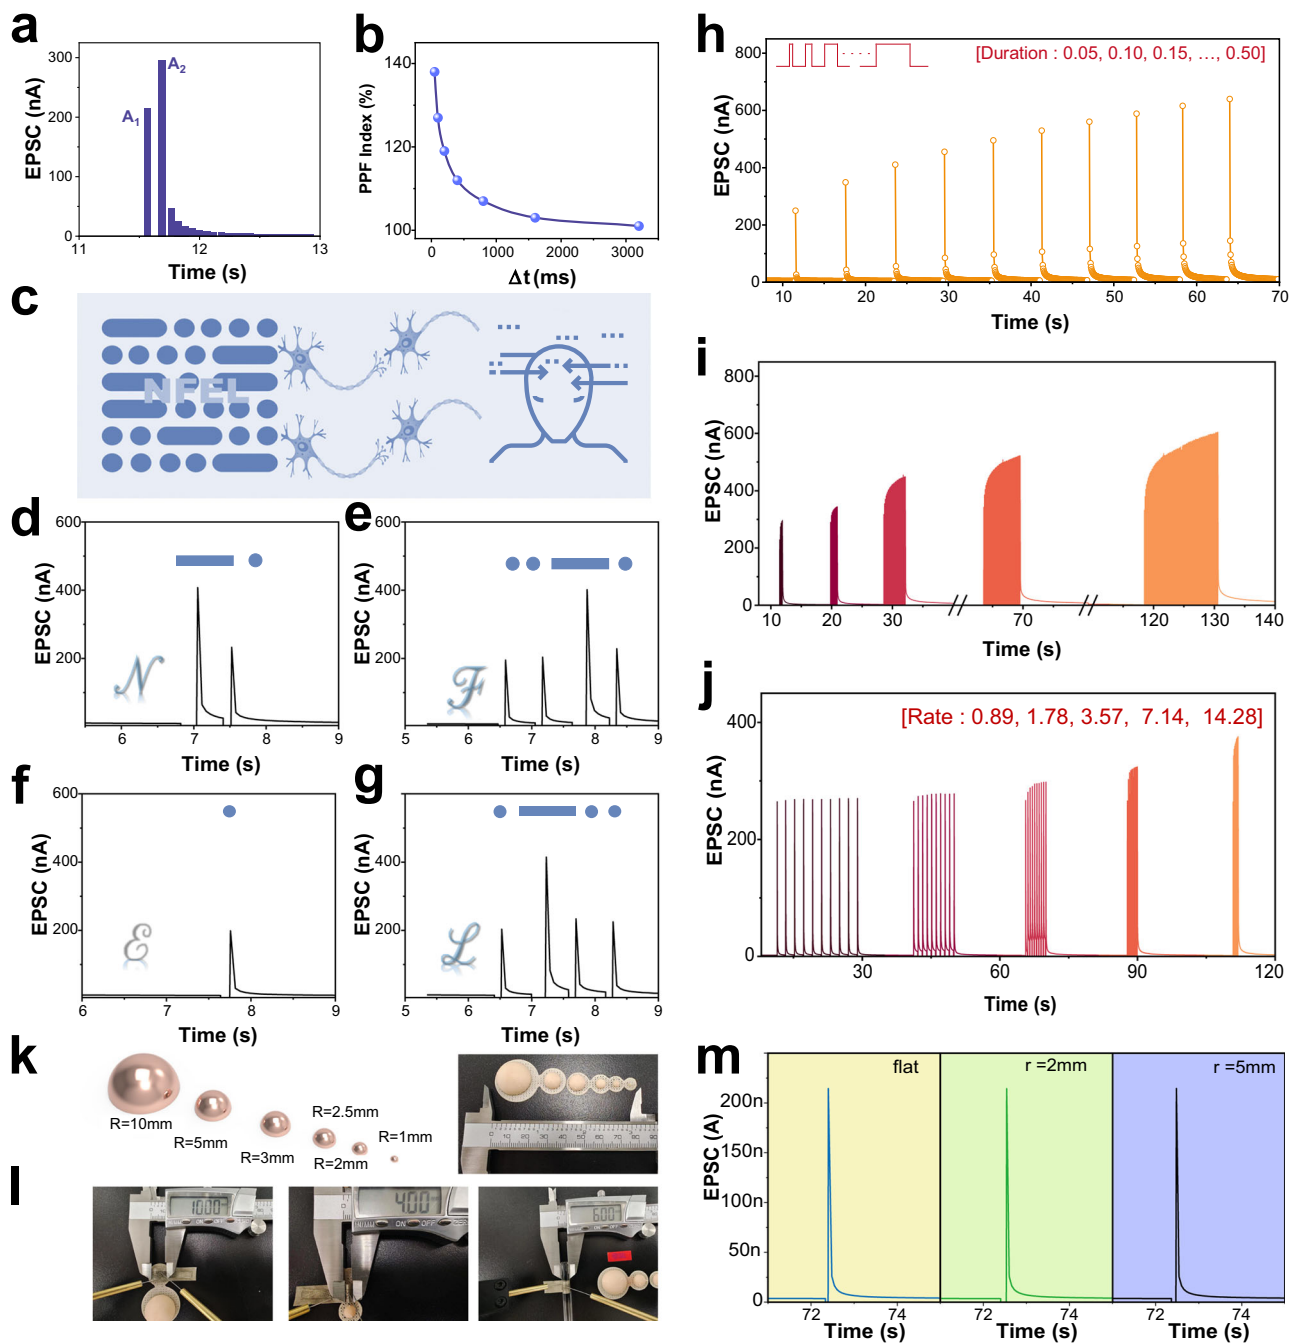 a
EPSC (nA)
300
200
100
0
A1
A2
11
12
13
Time (s)
b
PPF Index (%)
140
120
100
0
1000
2000
3000
Δt (ms)
c
NFEL
d
EPSC (nA)
600
400
200
N
6
7
8
9
Time (s)
e
EPSC (nA)
600
400
200
F
5
6
7
8
9
Time (s)
f
EPSC (nA)
600
400
200
E
6
7
8
9
Time (s)
g
EPSC (nA)
600
400
200
L
5
6
7
8
9
Time (s)
h
[Duration : 0.05, 0.10, 0.15, ..., 0.50]
EPSC (nA)
800
600
400
200
0
10
20
30
40
50
60
70
Time (s)
i
EPSC (nA)
800
600
400
200
0
10
20
30
40
70
120
130
140
Time (s)
j
[Rate : 0.89, 1.78, 3.57, 7.14, 14.28]
EPSC (nA)
400
200
0
30
60
90
120
Time (s)
k
R=10mm
R=5mm
R=3mm
R=2.5mm
R=2mm
R=1mm
l
1000
400
ON
OFF
600
m
EPSC (A)
200n
150n
100n
50n
0
flat
r =2mm
r =5mm
72
74
72
74
72
74
Time (s)
Time (s)
Time (s)